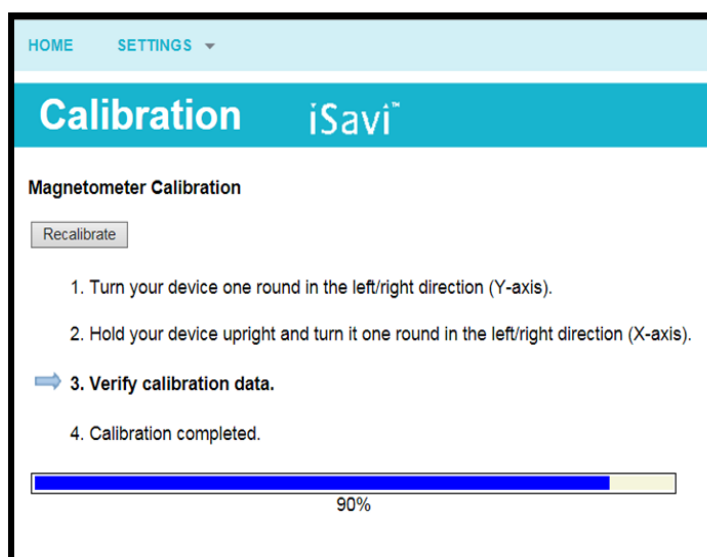 HOME SETTINGS
Calibration iSavi™
Magnetometer Calibration
Recalibrate
1. Turn your device one round in the left/right direction (Y-axis).
2. Hold your device upright and turn it one round in the left/right direction (X-axis).
3. Verify calibration data.
4. Calibration completed.
90%